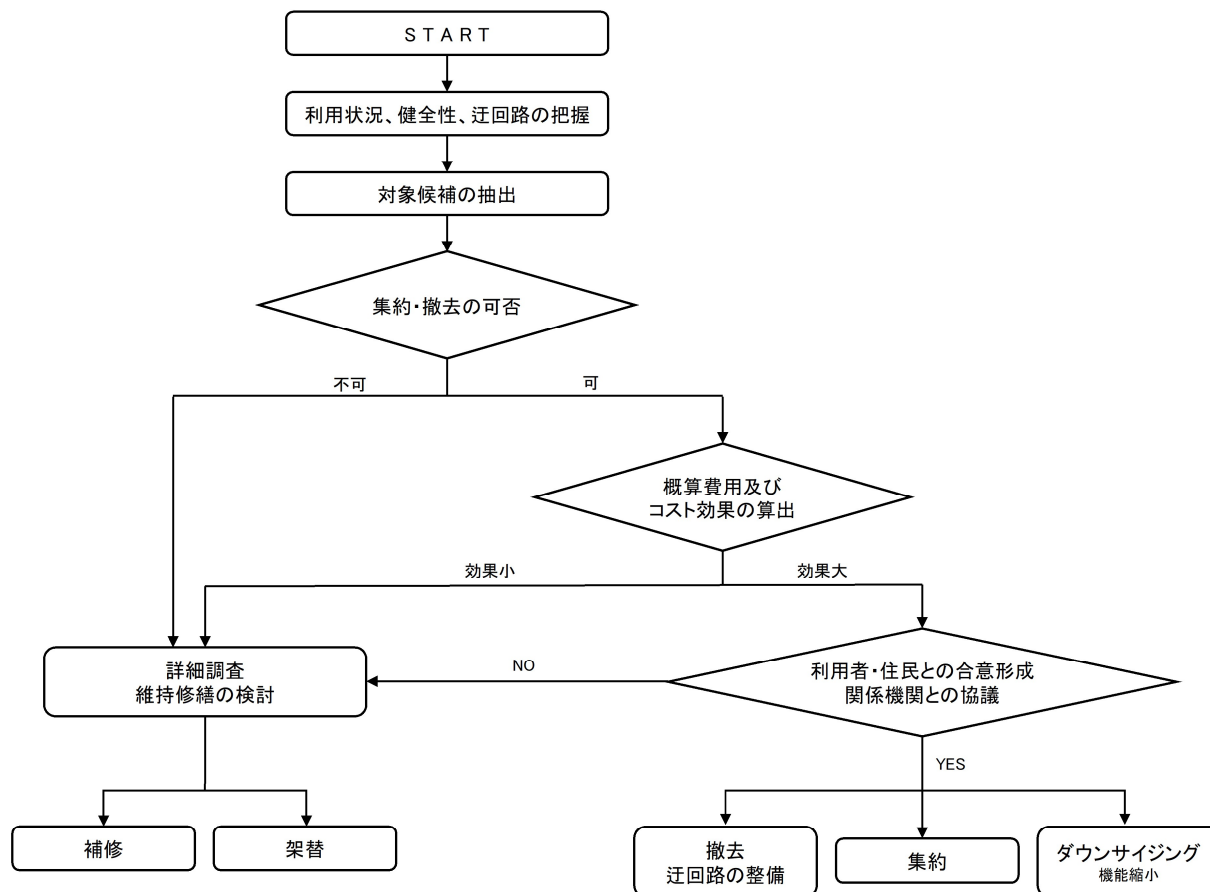 ＳＴＡＲＴ
利用状況、健全性、迂回路の把握
対象候補の抽出
集約・撤去の可否
不可
可
概算費用及び
コスト効果の算出
効果小
効果大
詳細調査
維持修繕の検討
NO
利用者・住民との合意形成
関係機関との協議
YES
補修
架替
撤去
迂回路の整備
集約
ダウンサイジング
機能縮小